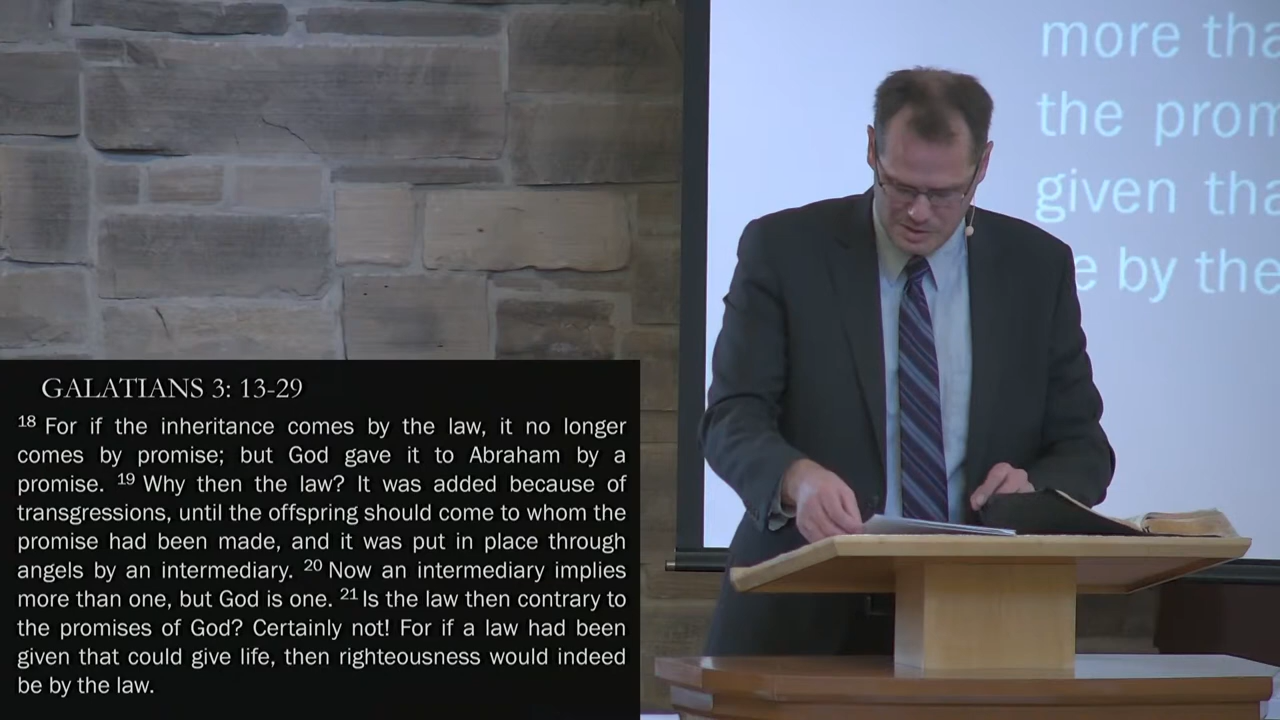 GALATIANS 3: 13-29
18 For if the inheritance comes by the law, it no longer
comes by promise; but God gave it to Abraham by a
promise. 19 Why then the law? It was added because of
transgressions, until the offspring should come to whom the
promise had been made, and it was put in place through
angels by an intermediary. 20 Now an intermediary implies
more than one, but God is one. 21 Is the law then contrary to
the promises of God? Certainly not! For if a law had been
given that could give life, then righteousness would indeed
be by the law.
more tha
the prom
given tha
e by the